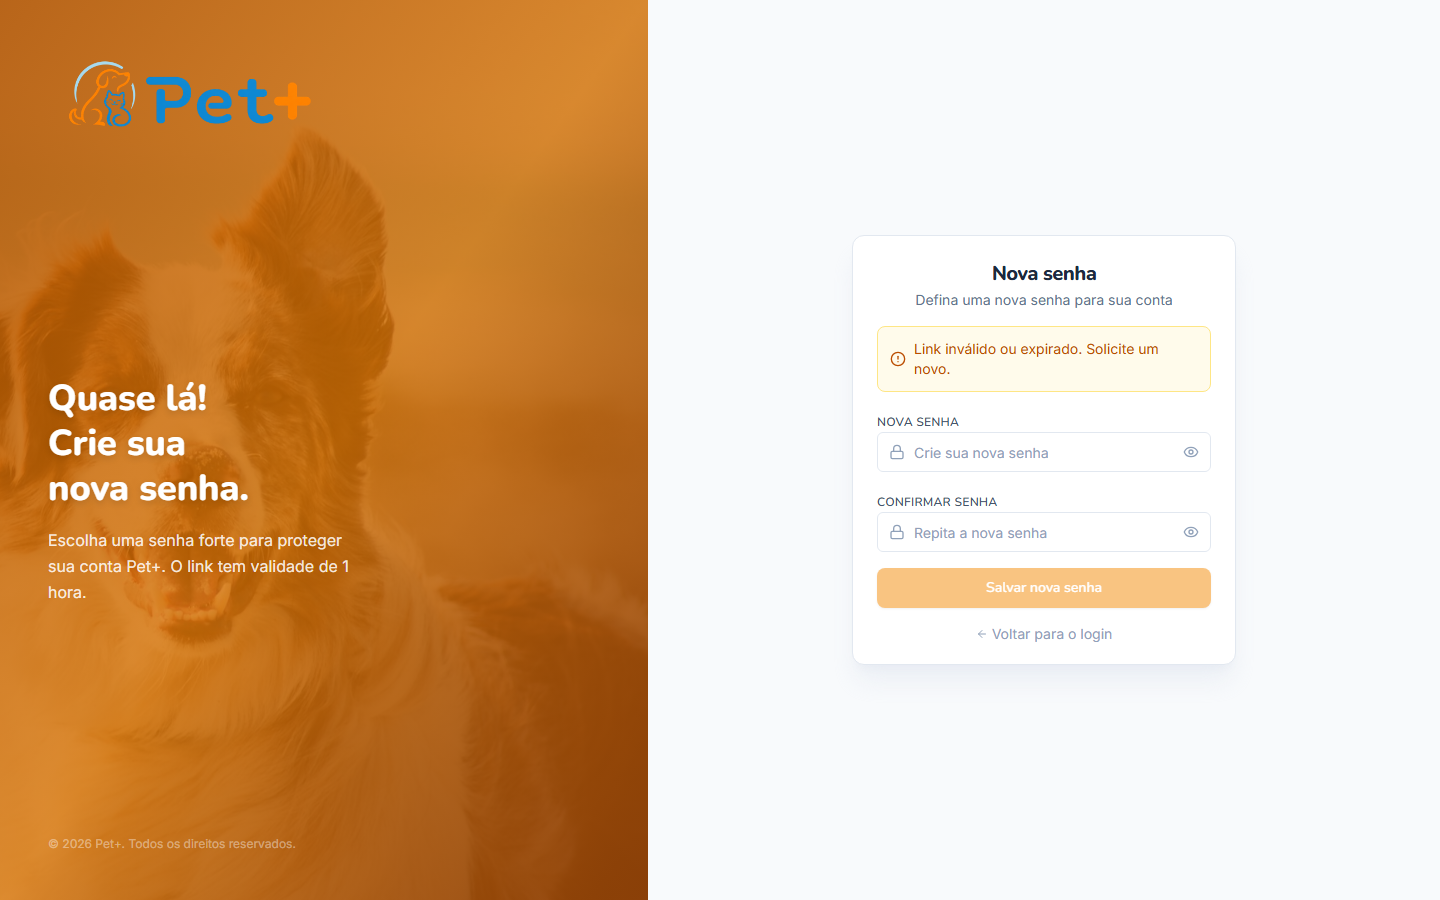 Pet+
Quase lá!
Crie sua
nova senha.
Escolha uma senha forte para proteger
sua conta Pet+. O link tem validade de 1
hora.
© 2026 Pet+. Todos os direitos reservados.
Nova senha
Defina uma nova senha para sua conta
Link inválido ou expirado. Solicite um
novo.
NOVA SENHA
Crie sua nova senha
CONFIRMAR SENHA
Repita a nova senha
Salvar nova senha
← Voltar para o login